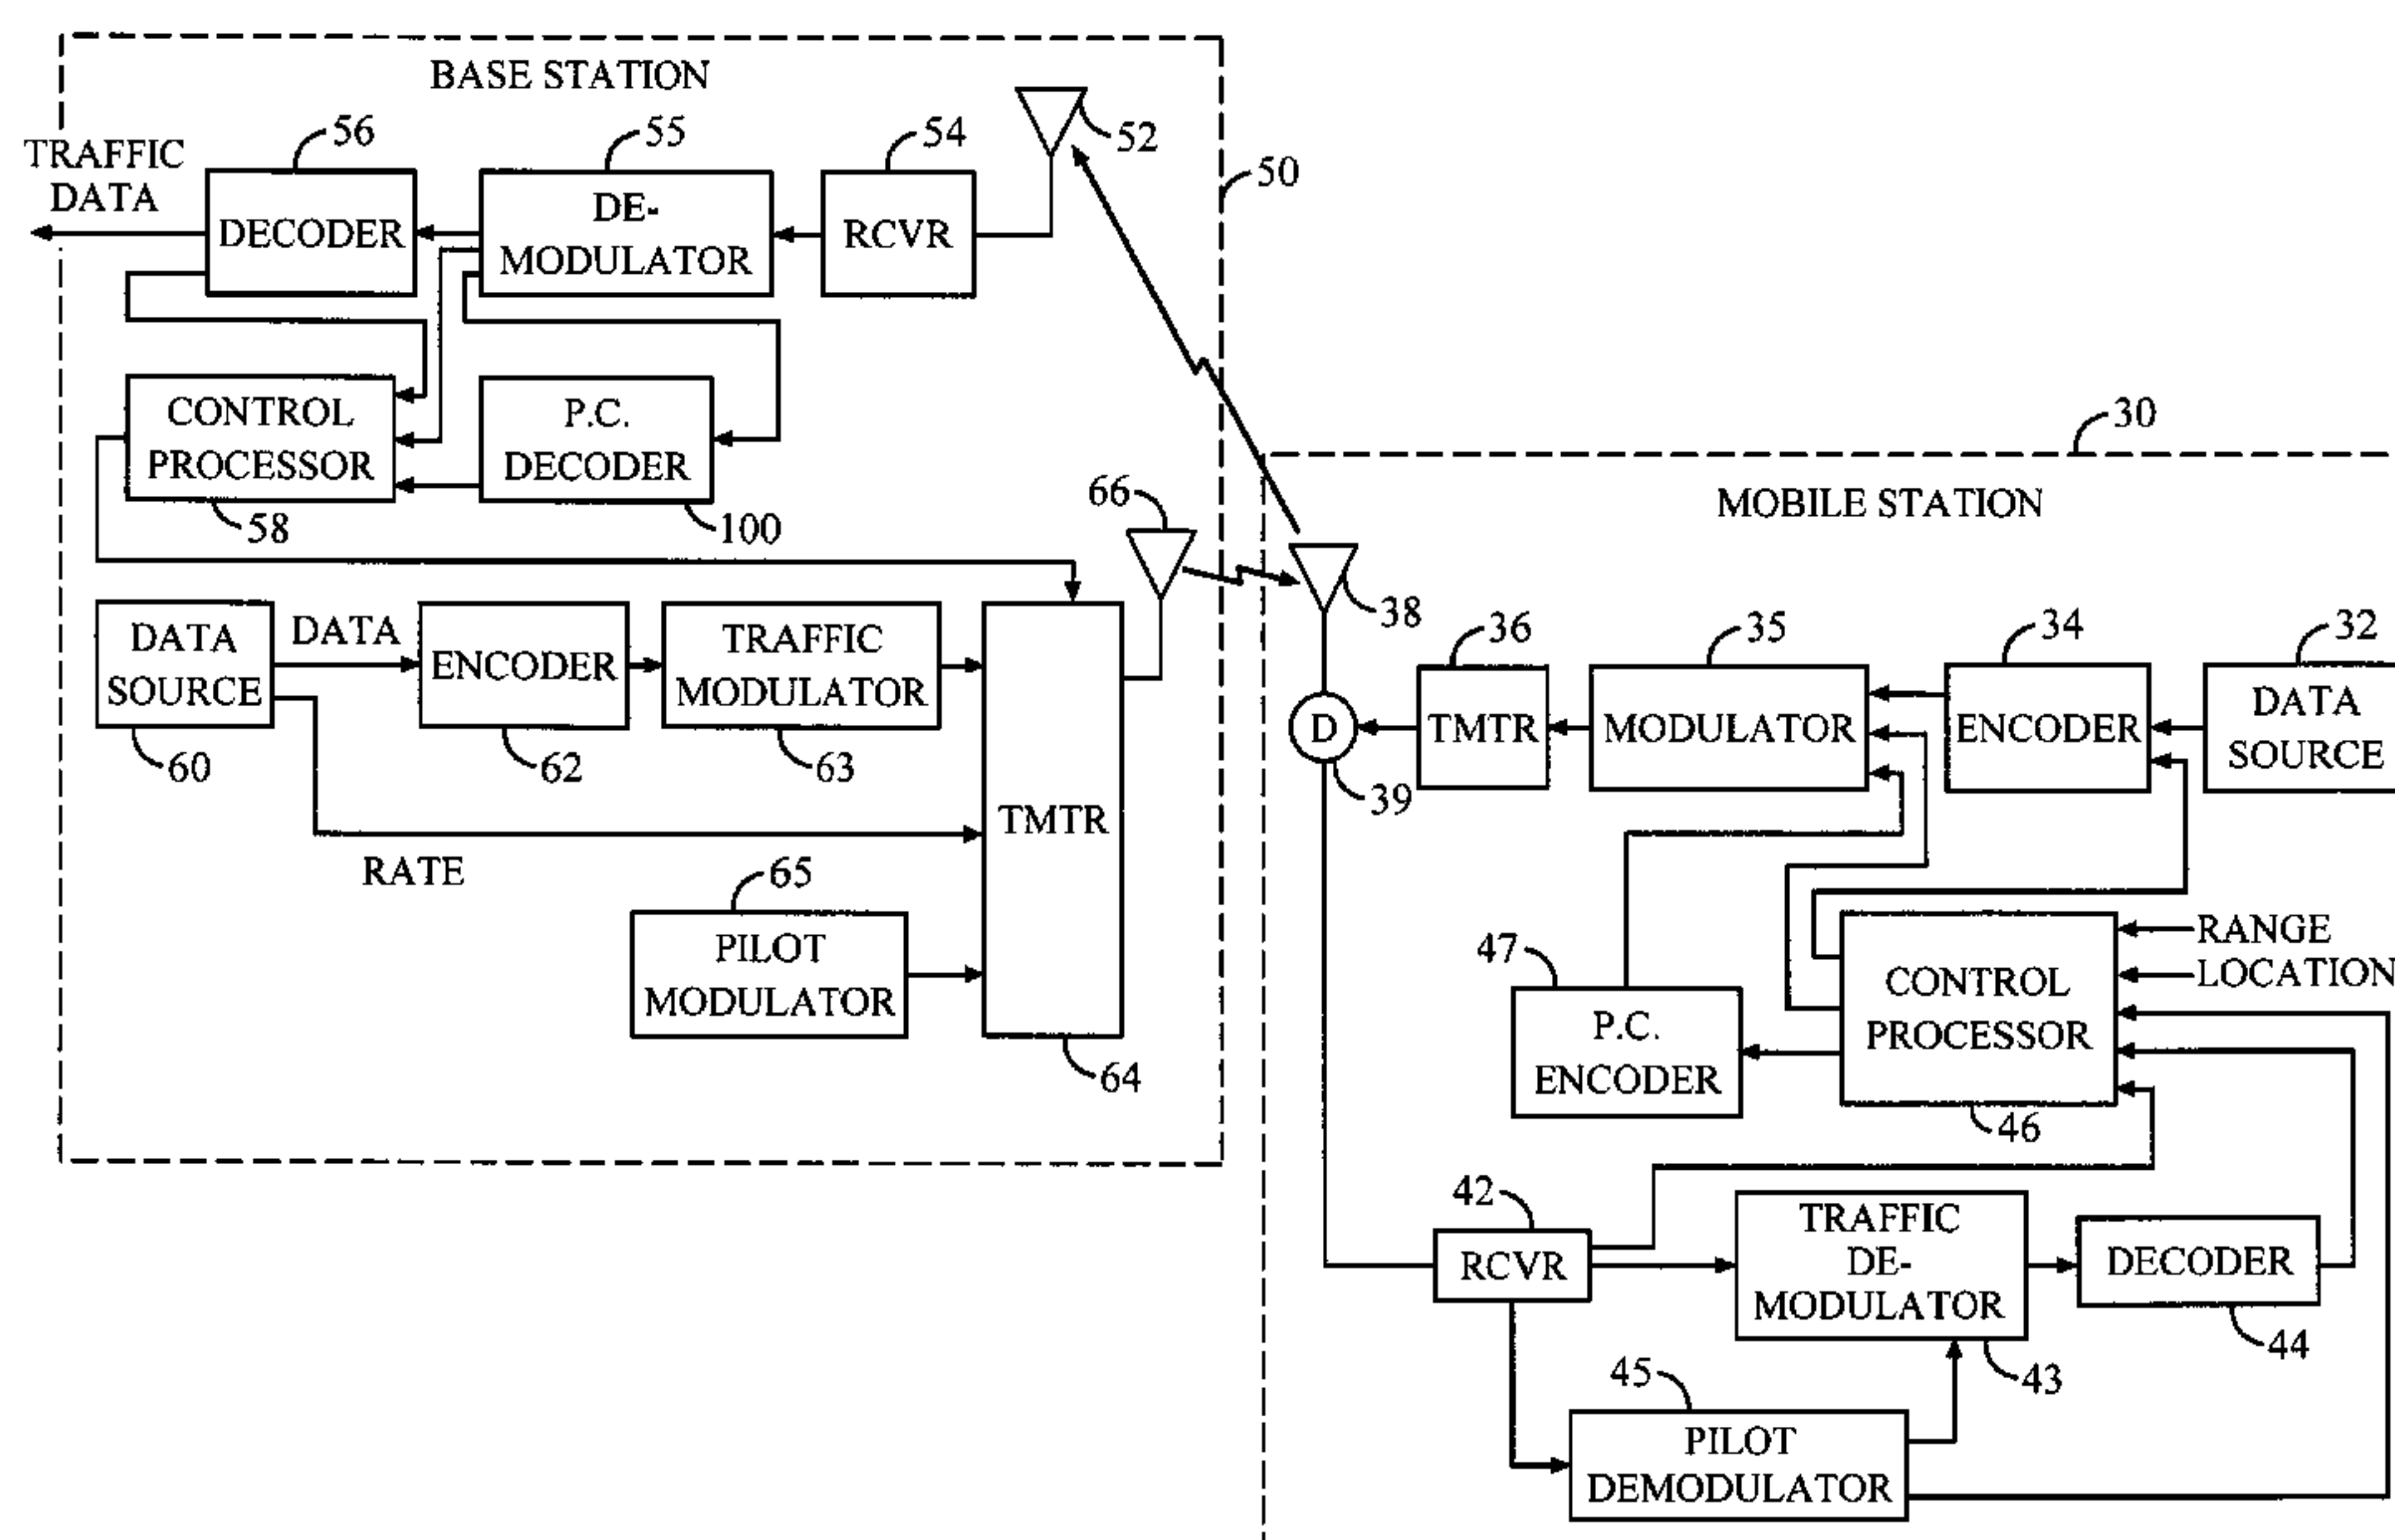 BASE STATION
TRAFFIC
DATA
56
55
54
52
50
DECODER
DE-
MODULATOR
RCVR
CONTROL
PROCESSOR
P.C.
DECODER
58
100
66
DATA
SOURCE
DATA
ENCODER
TRAFFIC
MODULATOR
TMTR
60
62
63
RATE
65
PILOT
MODULATOR
64
30
MOBILE STATION
38
36
35
34
32
D
TMTR
MODULATOR
ENCODER
DATA
SOURCE
39
47
P.C.
ENCODER
CONTROL
PROCESSOR
RANGE
LOCATION
46
42
RCVR
TRAFFIC
DE-
MODULATOR
DECODER
44
43
45
PILOT
DEMODULATOR